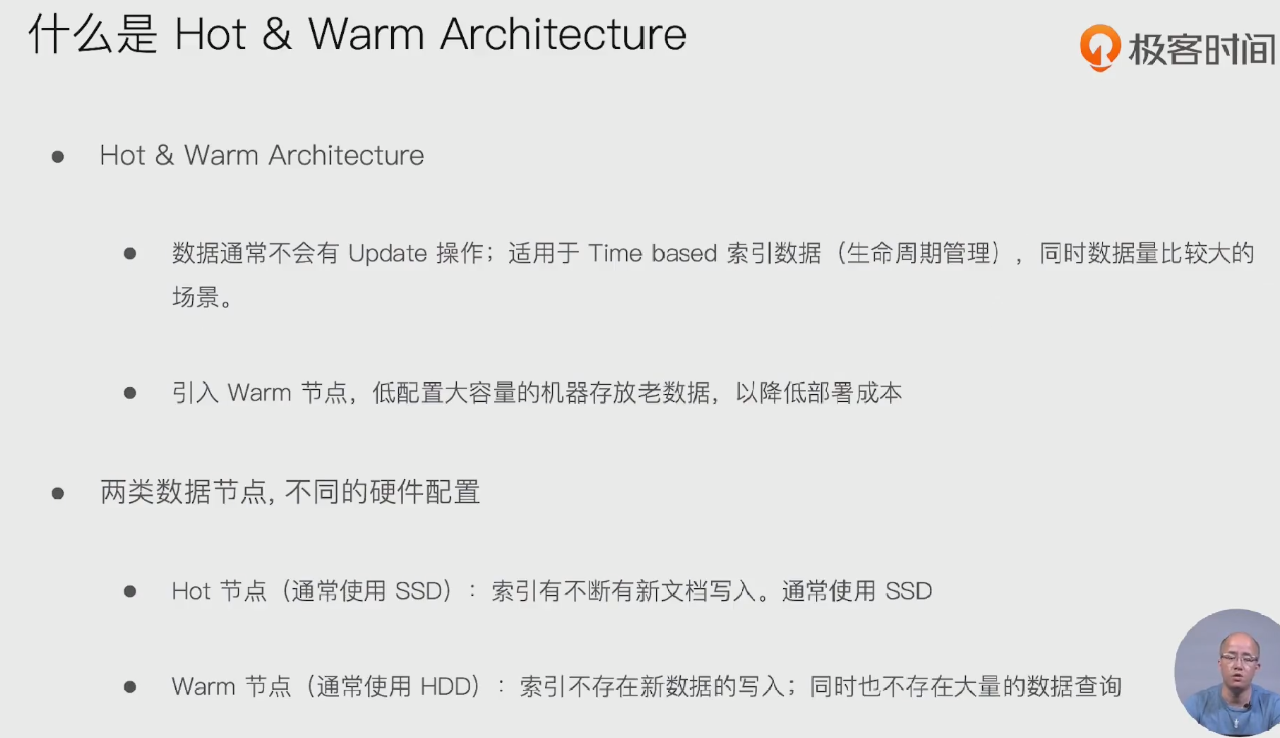 什么是 Hot & Warm Architecture
极客时间
Hot & Warm Architecture
数据通常不会有 Update 操作；适用于 Time based 索引数据（生命周期管理），同时数据量比较大的
场景。
引入 Warm 节点，低配置大容量的机器存放老数据，以降低部署成本
两类数据节点, 不同的硬件配置
Hot 节点（通常使用 SSD）：索引有不断有新文档写入。通常使用 SSD
Warm 节点（通常使用 HDD）：索引不存在新数据的写入；同时也不存在大量的数据查询